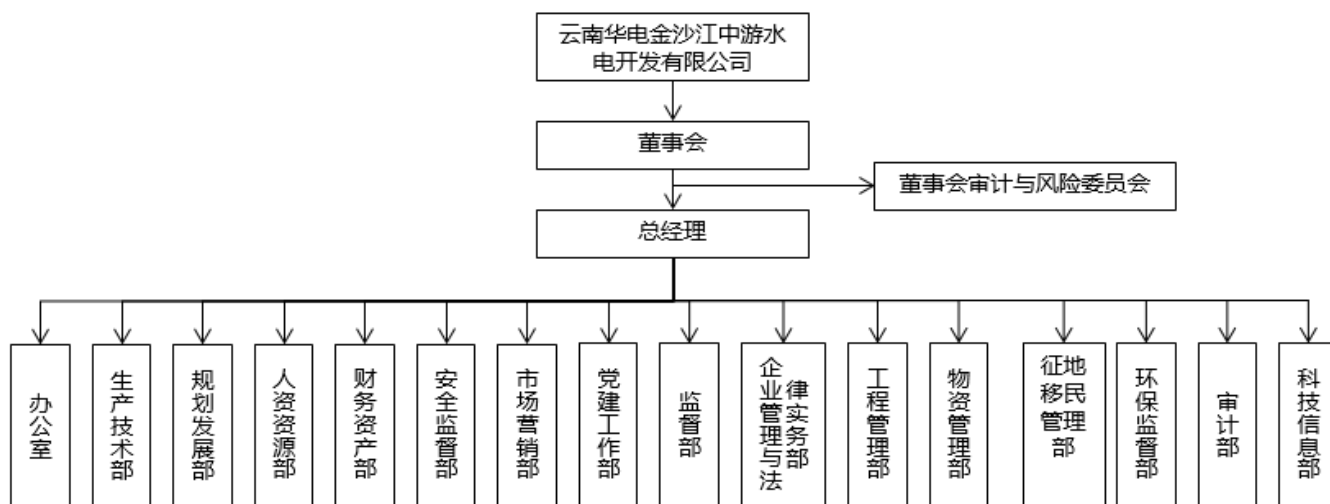 云南华电金沙江中游水
电开发有限公司
董事会
董事会审计与风险委员会
总经理
办公室
生产技术部
规划发展部
人资资源部
财务资产部
安全监督部
市场营销部
党建工作部
监督部
企业管理与法
律实务部
工程管理部
物资管理部
征地
移民
管理
部
环保监督部
审计部
科技信息部